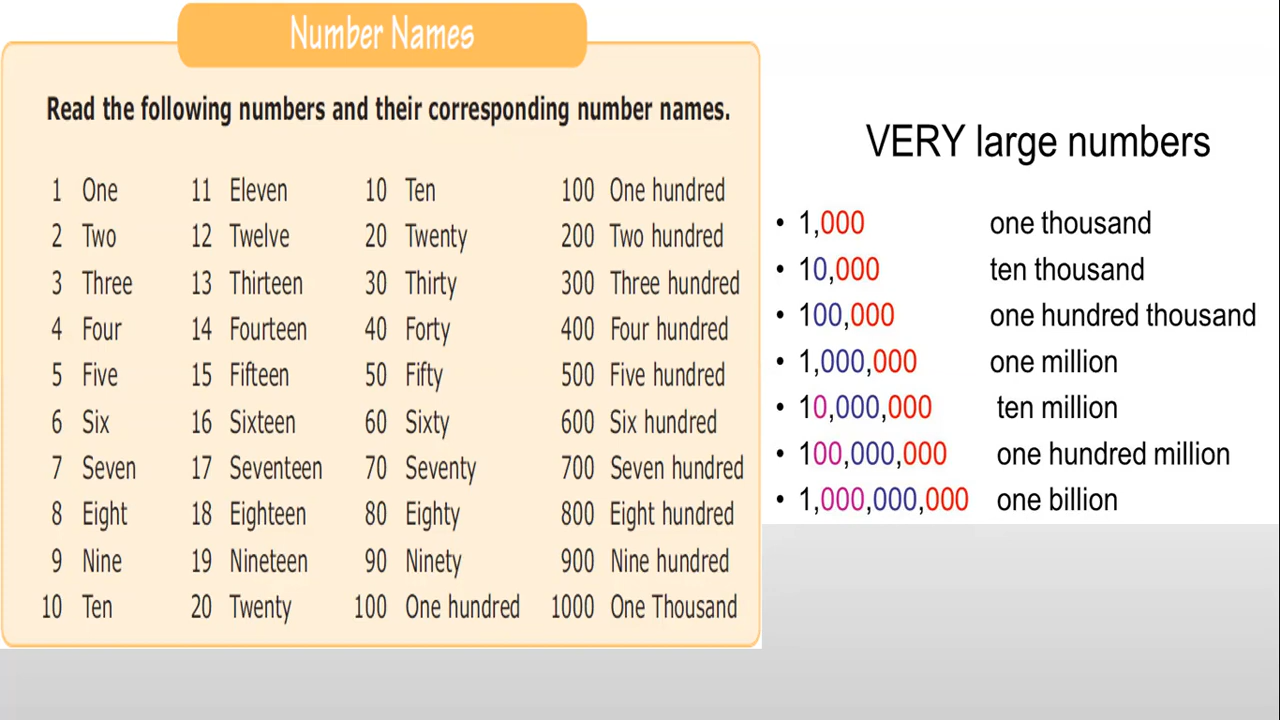 Number Names
Read the following numbers and their corresponding number names.
1 One 11 Eleven 10 Ten 100 One hundred
2 Two 12 Twelve 20 Twenty 200 Two hundred
3 Three 13 Thirteen 30 Thirty 300 Three hundred
4 Four 14 Fourteen 40 Forty 400 Four hundred
5 Five 15 Fifteen 50 Fifty 500 Five hundred
6 Six 16 Sixteen 60 Sixty 600 Six hundred
7 Seven 17 Seventeen 70 Seventy 700 Seven hundred
8 Eight 18 Eighteen 80 Eighty 800 Eight hundred
9 Nine 19 Nineteen 90 Ninety 900 Nine hundred
10 Ten 20 Twenty 100 One hundred 1000 One Thousand
VERY large numbers
• 1,000 one thousand
• 10,000 ten thousand
• 100,000 one hundred thousand
• 1,000,000 one million
• 10,000,000 ten million
• 100,000,000 one hundred million
• 1,000,000,000 one billion